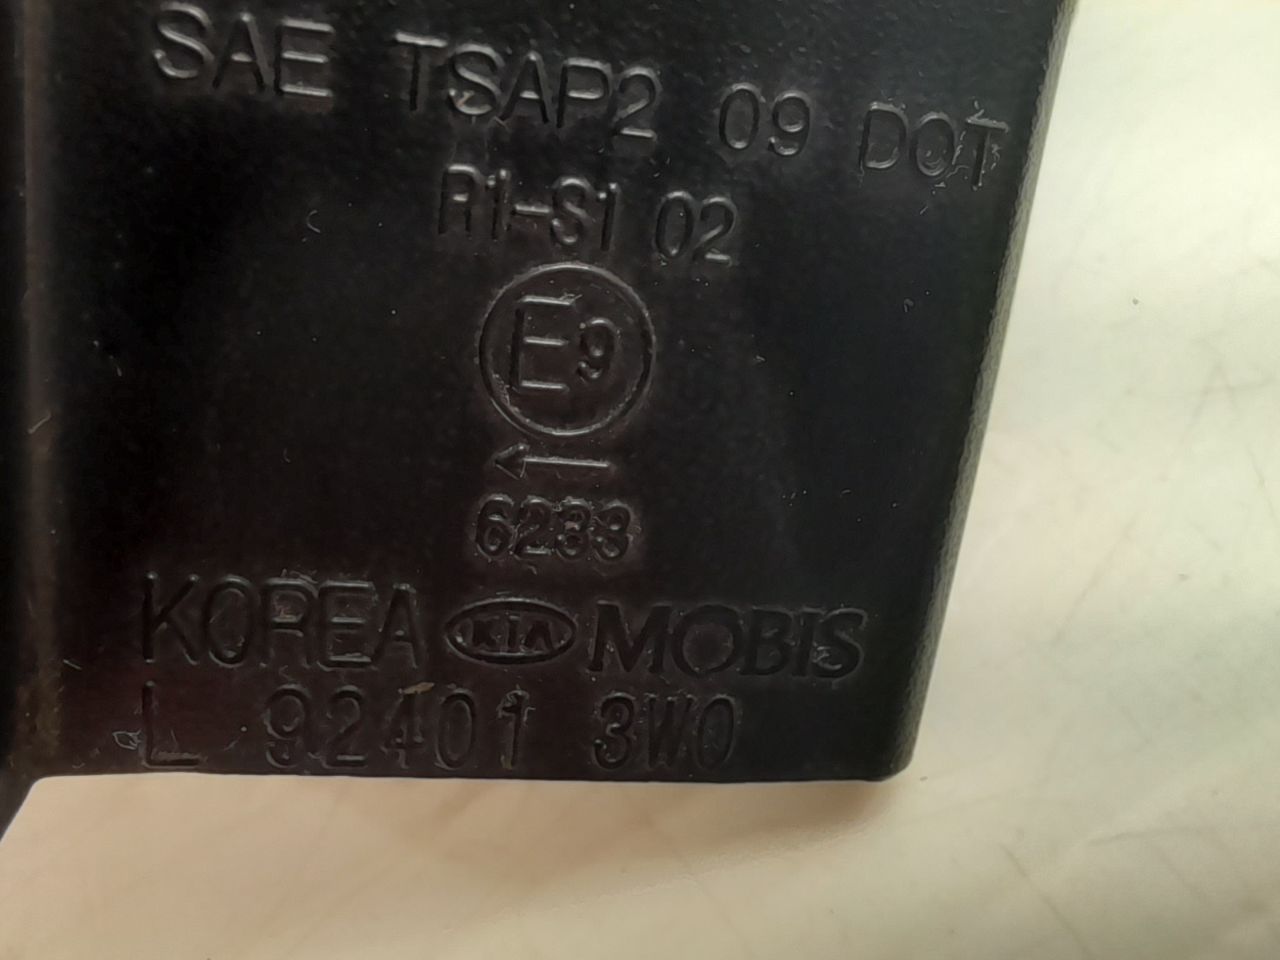 SAE TSAP2 09 DOT
R1-S1 02
E9
←
6233
KOREA KIA MOBIS
L 92401 3W0